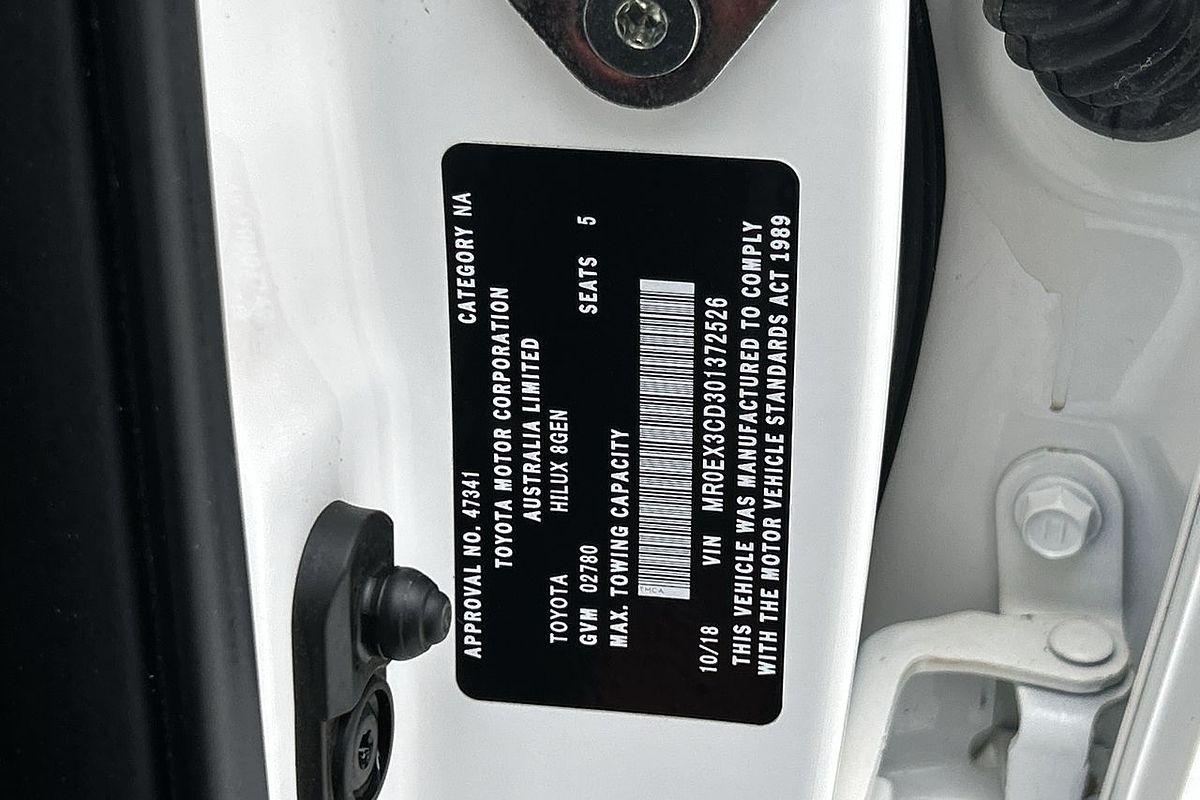 APPROVAL NO. 47341 CATEGORY NA
TOYOTA MOTOR CORPORATION
AUSTRALIA LIMITED
TOYOTA HILUX 8GEN
GVM 02780 SEATS 5
MAX. TOWING CAPACITY
TMCA
VIN MR0EX3CD301372526
10/18
THIS VEHICLE WAS MANUFACTURED TO COMPLY
WITH THE MOTOR VEHICLE STANDARDS ACT 1989